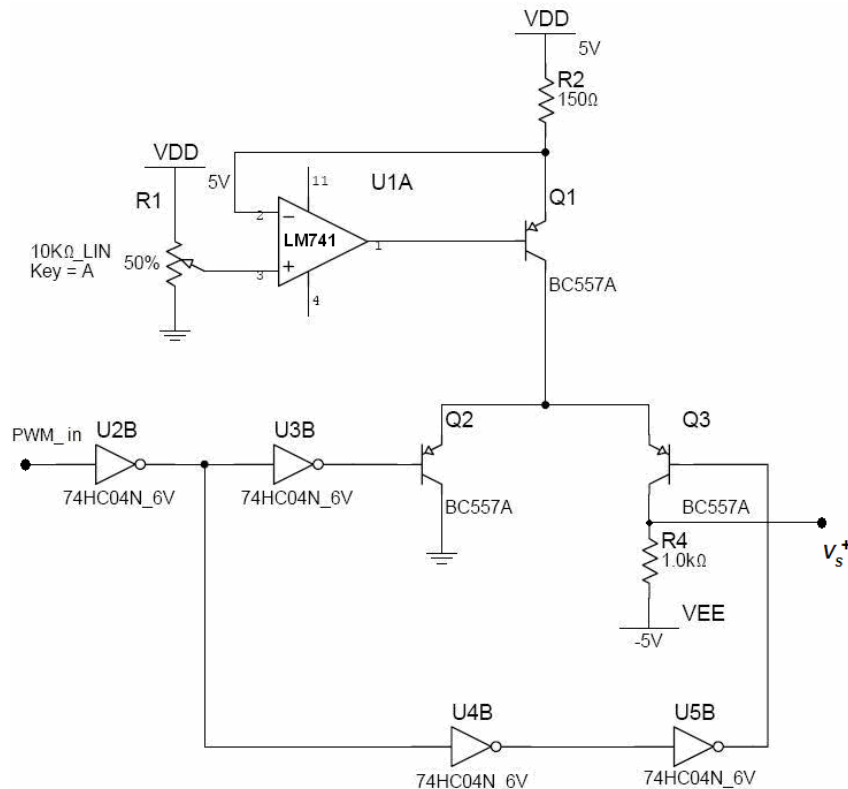 VDD
5V
R2
150Ω
VDD
5V
R1
10KΩ_LIN
Key = A
50%
11
U1A
2
LM741
1
3
4
Q1
BC557A
PWM_in
U2B
74HC04N_6V
U3B
74HC04N_6V
Q2
BC557A
Q3
BC557A
R4
1.0kΩ
Vs+
VEE
-5V
U4B
74HC04N_6V
U5B
74HC04N_6V